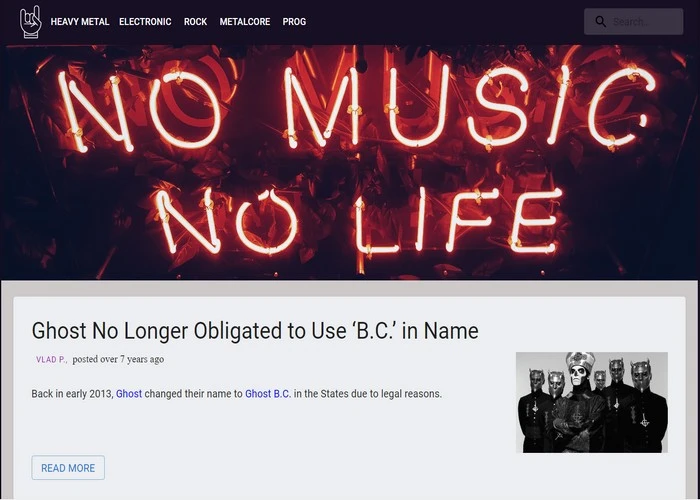 HEAVY METAL ELECTRONIC ROCK METALCORE PROG Search...
NO MUSIC
NO LIFE
Ghost No Longer Obligated to Use ‘B.C.’ in Name
VLAD P., posted over 7 years ago
Back in early 2013, Ghost changed their name to Ghost B.C. in the States due to legal reasons.
READ MORE